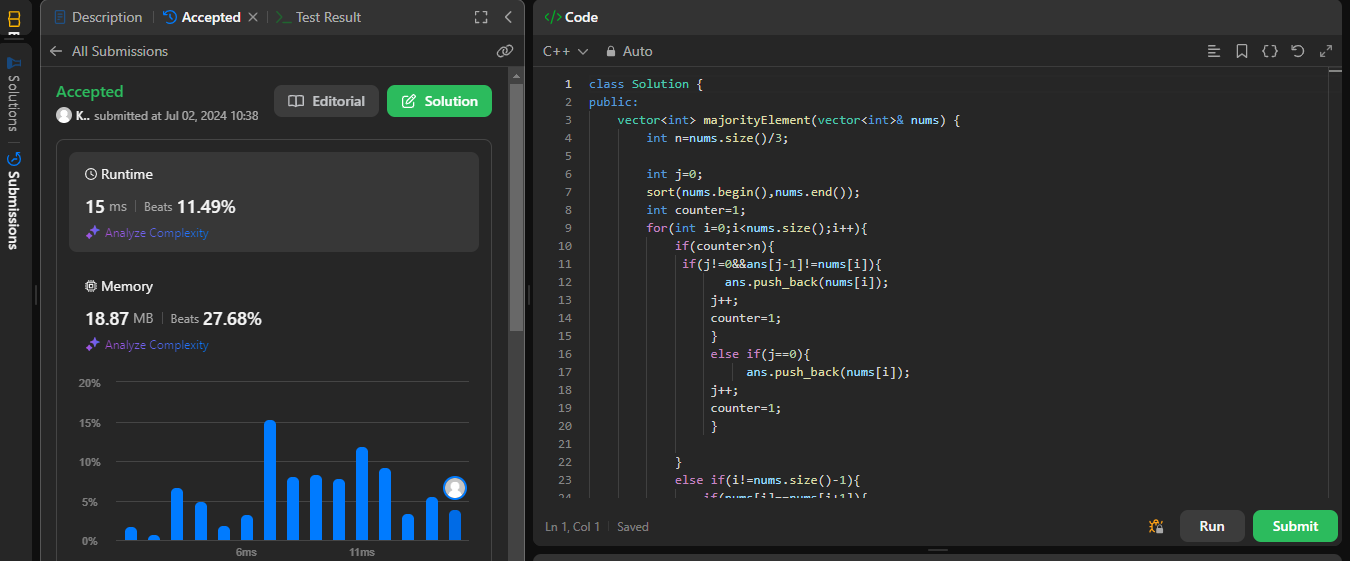 Description
Accepted
Test Result
Solutions
Submissions
All Submissions
Accepted
K.. submitted at Jul 02, 2024 10:38
Editorial
Solution
Runtime
15 ms Beats 11.49%
Analyze Complexity
Memory
18.87 MB Beats 27.68%
Analyze Complexity
20%
15%
10%
5%
0%
6ms
11ms
</> Code
C++
Auto
1 class Solution {
2 public:
3 vector<int> majorityElement(vector<int>& nums) {
4 int n=nums.size()/3;
5
6 int j=0;
7 sort(nums.begin(),nums.end());
8 int counter=1;
9 for(int i=0;i<nums.size();i++){
10 if(counter>n){
11 if(j!=0&&ans[j-1]!=nums[i]){
12 ans.push_back(nums[i]);
13 j++;
14 counter=1;
15 }
16 else if(j==0){
17 ans.push_back(nums[i]);
18 j++;
19 counter=1;
20 }
21
22 }
23 else if(i!=nums.size()-1){
24 if(nums[i]==nums[i+1]){
Ln 1, Col 1
Saved
Run
Submit